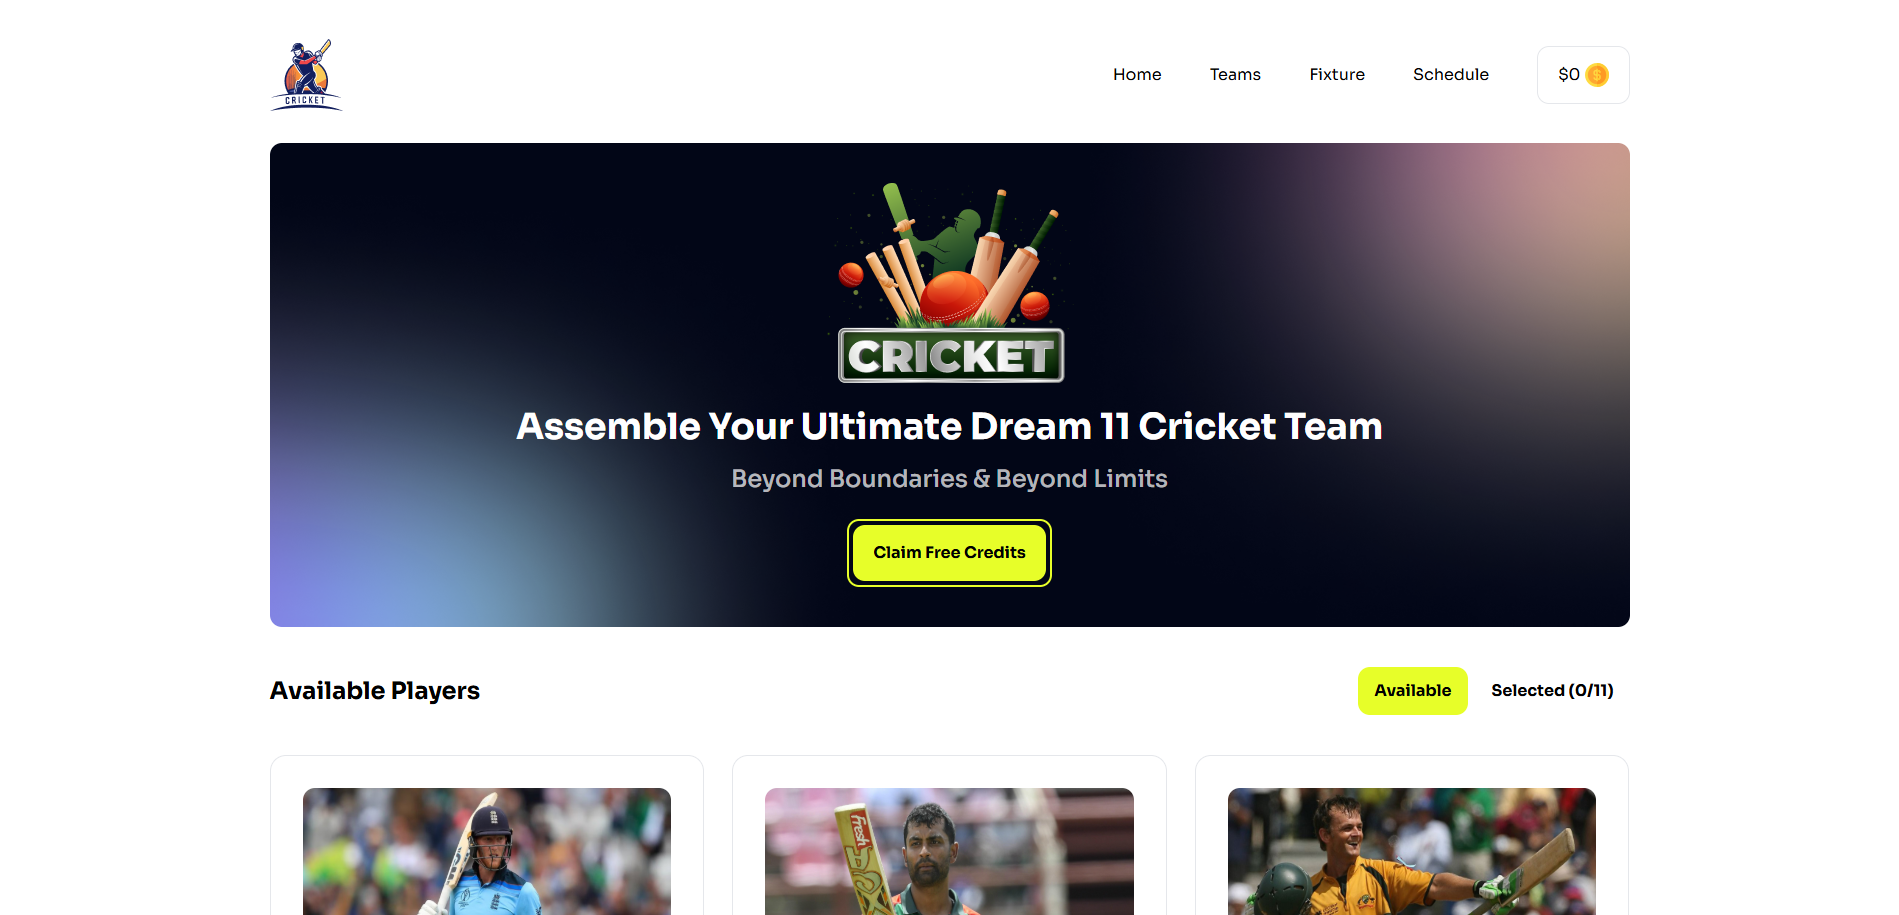 CRICKET
Home
Teams
Fixture
Schedule
$0
CRICKET
Assemble Your Ultimate Dream 11 Cricket Team
Beyond Boundaries & Beyond Limits
Claim Free Credits
Available Players
Available
Selected (0/11)
Fresh